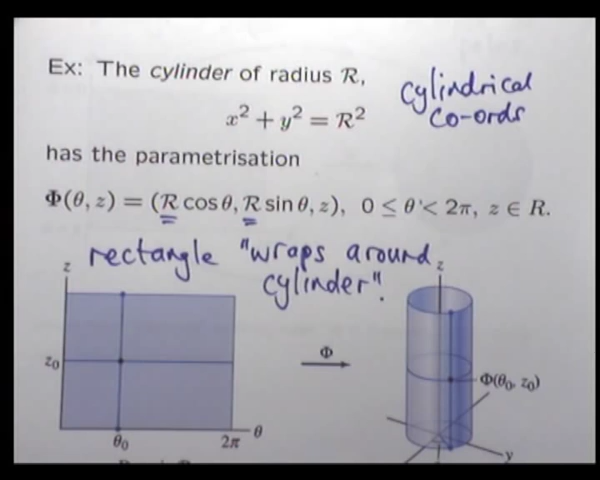 Ex: The cylinder of radius R,
cylindrical
co-ords
x² + y² = R²
has the parametrisation
Φ(θ, z) = (R cos θ, R sin θ, z), 0 ≤ θ < 2π, z ∈ R.
rectangle "wraps around
cylinder".
z
z
z₀
Φ
Φ(θ₀, z₀)
θ₀
2π
θ
y